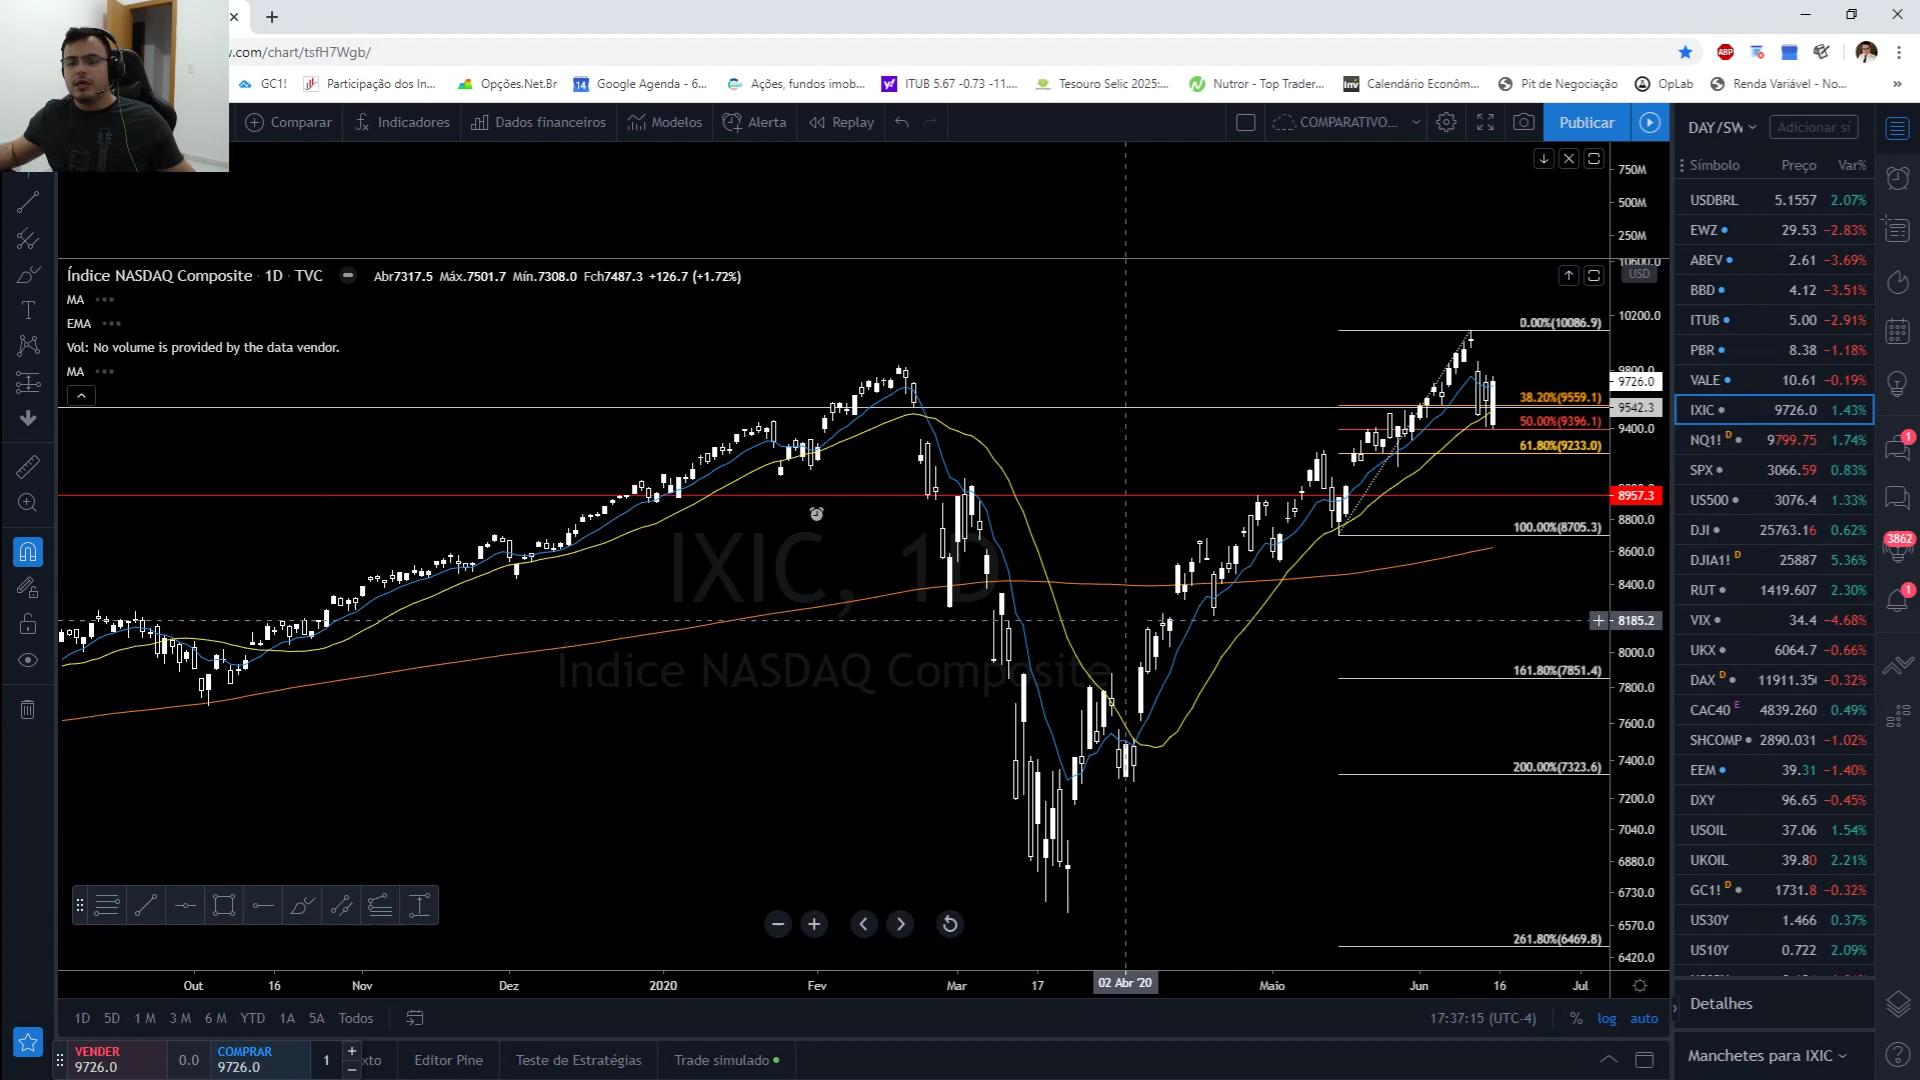 w.com/chart/tsfH7Wgb/
GC1!
Participação dos In...
Opções.Net.Br
Google Agenda - 6...
Ações, fundos imob...
ITUB 5.67 -0.73 -11....
Tesouro Selic 2025:...
Nutror - Top Trader...
Calendário Econôm...
Pit de Negociação
OpLab
Renda Variável - No...
»
ABP
14
Inv
Comparar
Indicadores
Dados financeiros
Modelos
Alerta
Replay
COMPARATIVO...
Publicar
DAY/SW
Adicionar sí
Símbolo Preço Var%
USDBRL 5.1557 2.07%
EWZ 29.53 −2.83%
ABEV 2.61 −3.69%
BBD 4.12 −3.51%
ITUB 5.00 −2.91%
PBR 8.38 −1.18%
VALE 10.61 −0.19%
IXIC 9726.0 1.43%
NQ1! D 9799.75 1.74%
SPX 3066.59 0.83%
US500 3076.4 1.33%
DJI 25763.16 0.62%
DJIA1! D 25887 5.36%
RUT 1419.607 2.30%
VIX 34.4 −4.68%
UKX 6064.7 −0.66%
DAX D 11911.35( −0.32%
CAC40 E 4839.260 0.49%
SHCOMP 2890.031 −1.02%
EEM 39.31 −1.40%
DXY 96.65 −0.45%
USOIL 37.06 1.54%
UKOIL 39.80 2.21%
GC1! D 1731.8 −0.32%
US30Y 1.466 0.37%
US10Y 0.722 2.09%
Detalhes
Manchetes para IXIC
1
3862
1
750M
500M
250M
Índice NASDAQ Composite · 1D · TVC
Abr7317.5 Máx.7501.7 Mín.7308.0 Fch7487.3 +126.7 (+1.72%)
MA
EMA
Vol: No volume is provided by the data vendor.
MA
IXIC, 1D
Índice NASDAQ Composite
0.00%(10086.9)
38.20%(9559.1)
50.00%(9396.1)
61.80%(9233.0)
100.00%(8705.3)
161.80%(7851.4)
200.00%(7323.6)
261.80%(6469.8)
10600.0
USD
10200.0
9800.0
9726.0
9542.3
9400.0
8957.3
8800.0
8600.0
8400.0
8185.2
8000.0
7800.0
7600.0
7400.0
7200.0
7040.0
6880.0
6730.0
6570.0
6420.0
Out 16 Nov Dez 2020 Fev Mar 17 02 Abr '20 Maio Jun 16 Jul
1D 5D 1 M 3 M 6 M YTD 1A 5A Todos
17:37:15 (UTC-4) % log auto
VENDER
9726.0
0.0
COMPRAR
9726.0
1
xto
Editor Pine
Teste de Estratégias
Trade simulado